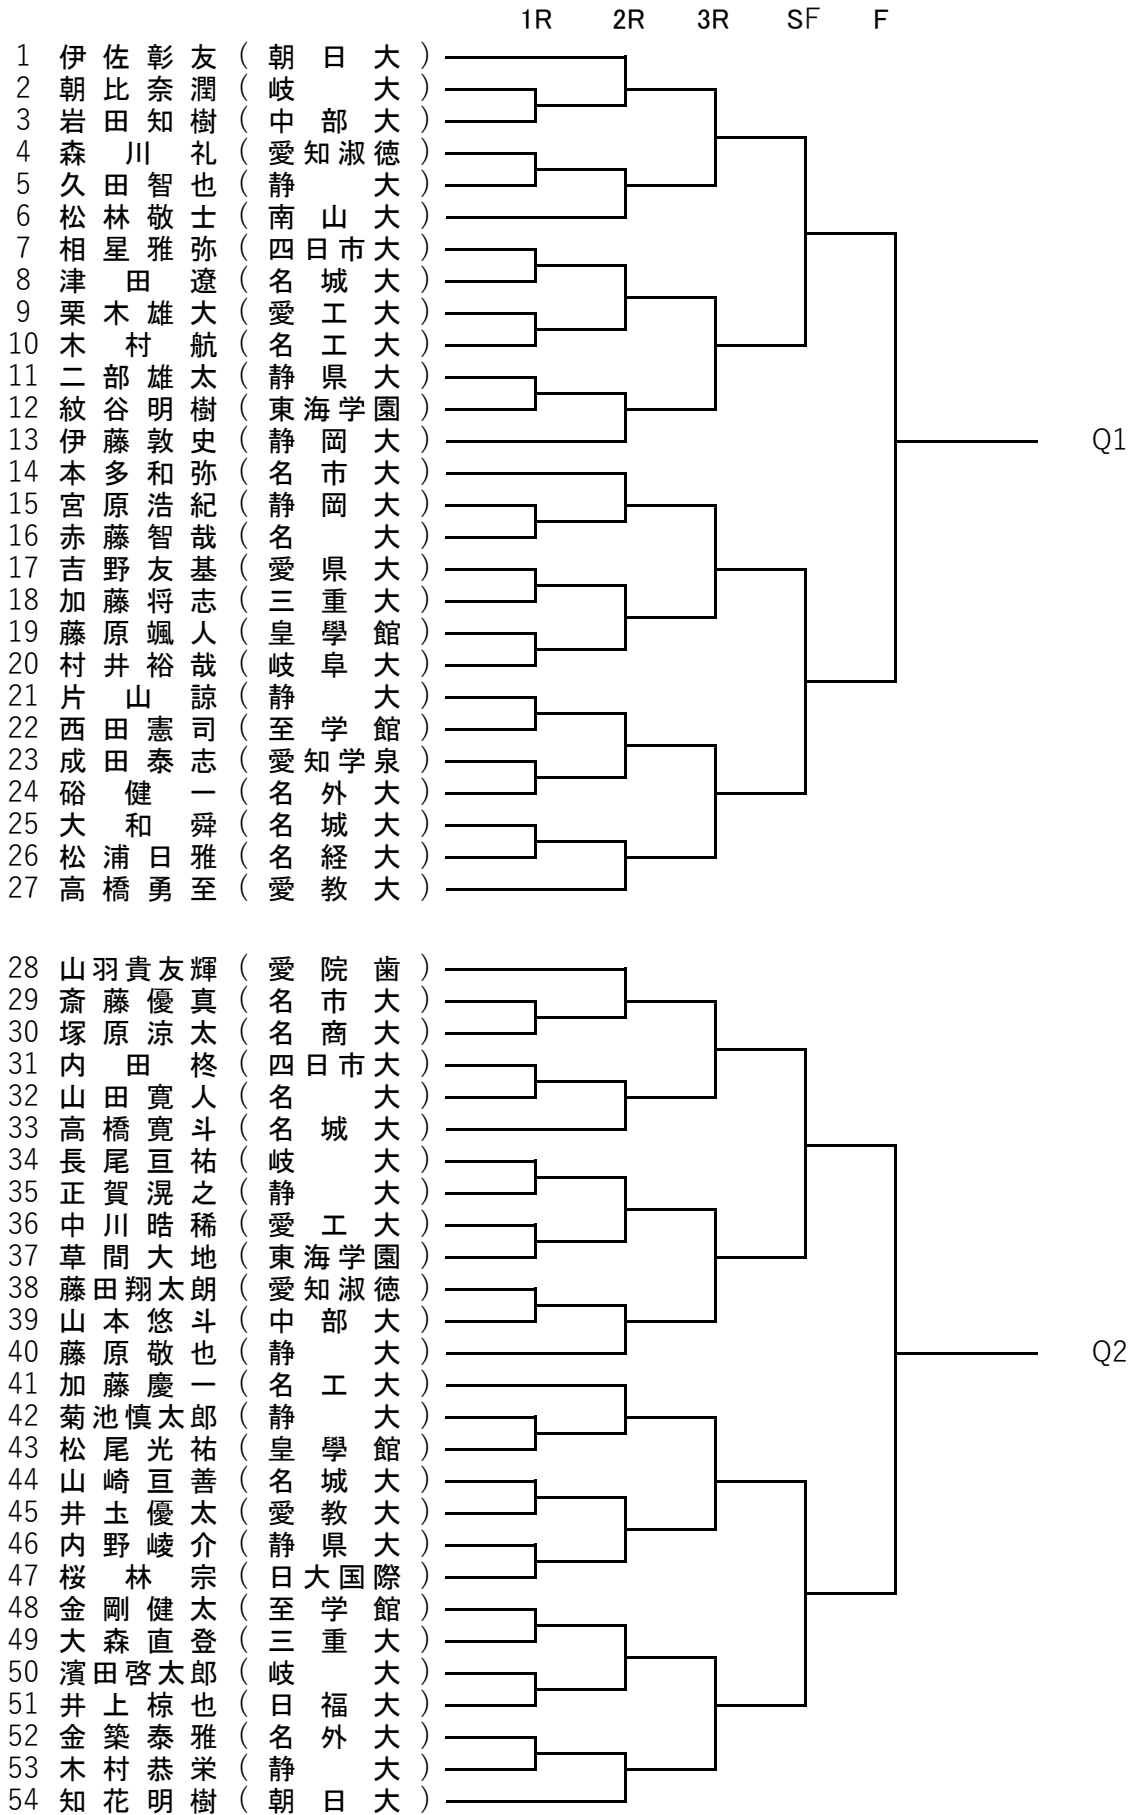 1R 2R 3R SF F
1 伊佐彰友(朝日大)
2 朝比奈潤(岐大)
3 岩田知樹(中部大)
4 森川礼(愛知淑徳)
5 久田智也(静大)
6 松林敬士(南山大)
7 相星雅弥(四日市大)
8 津田遼(名城大)
9 栗木雄大(愛工大)
10 木村航(名工大)
11 二部雄太(静県大)
12 紋谷明樹(東海学園)
13 伊藤敦史(静岡大)
Q1
14 本多和弥(名市大)
15 宮原浩紀(静岡大)
16 赤藤智哉(名大)
17 吉野友基(愛県大)
18 加藤将志(三重大)
19 藤原颯人(皇學館)
20 村井裕哉(岐阜大)
21 片山諒(静大)
22 西田憲司(至学館)
23 成田泰志(愛知学泉)
24 硲健一(名外大)
25 大和舜(名城大)
26 松浦日雅(名経大)
27 高橋勇至(愛教大)
28 山羽貴友輝(愛院歯)
29 斎藤優真(名市大)
30 塚原涼太(名商大)
31 内田柊(四日市大)
32 山田寛人(名大)
33 高橋寛斗(名城大)
34 長尾亘祐(岐大)
35 正賀滉之(静大)
36 中川晧稀(愛工大)
37 草間大地(東海学園)
38 藤田翔太朗(愛知淑徳)
39 山本悠斗(中部大)
40 藤原敬也(静大)
Q2
41 加藤慶一(名工大)
42 菊池慎太郎(静大)
43 松尾光祐(皇學館)
44 山崎亘善(名城大)
45 井圡優太(愛教大)
46 内野崚介(静県大)
47 桜林宗(日大国際)
48 金剛健太(至学館)
49 大森直登(三重大)
50 濱田啓太郎(岐大)
51 井上椋也(日福大)
52 金築泰雅(名外大)
53 木村恭栄(静大)
54 知花明樹(朝日大)